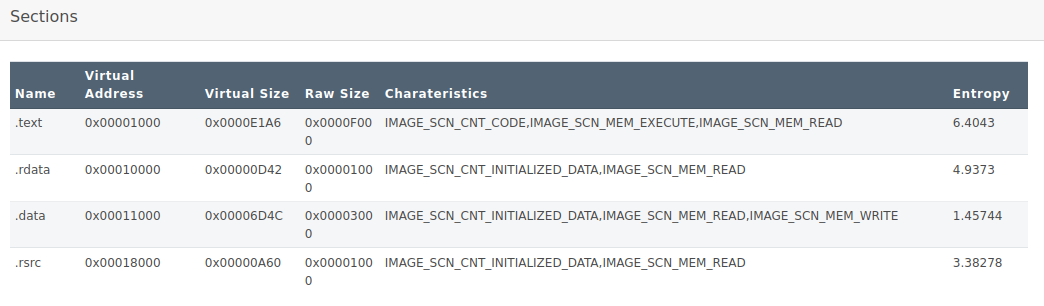 Sections
Virtual
Name Address Virtual Size Raw Size Charateristics Entropy
.text 0x00001000 0x0000E1A6 0x0000F00 IMAGE_SCN_CNT_CODE,IMAGE_SCN_MEM_EXECUTE,IMAGE_SCN_MEM_READ 6.4043
0
.rdata 0x00010000 0x00000D42 0x0000100 IMAGE_SCN_CNT_INITIALIZED_DATA,IMAGE_SCN_MEM_READ 4.9373
0
.data 0x00011000 0x00006D4C 0x0000300 IMAGE_SCN_CNT_INITIALIZED_DATA,IMAGE_SCN_MEM_READ,IMAGE_SCN_MEM_WRITE 1.45744
0
.rsrc 0x00018000 0x00000A60 0x0000100 IMAGE_SCN_CNT_INITIALIZED_DATA,IMAGE_SCN_MEM_READ 3.38278
0